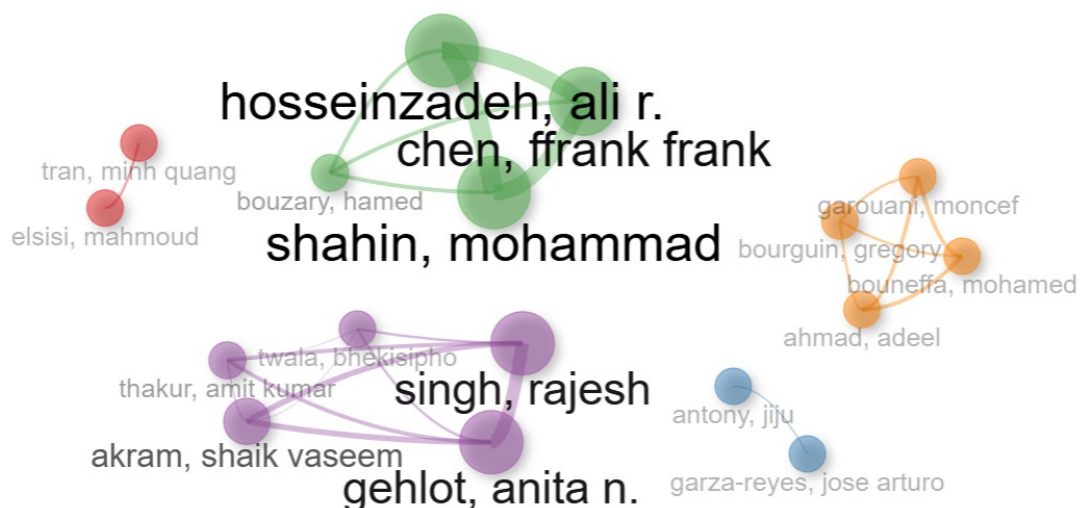 hosseinzadeh, ali r.
chen, ffrank frank
tran, minh quang
bouzary, hamed
elsisi, mahmoud
shahin, mohammad
garouani, moncef
bourguin, gregory
bouneffa, mohamed
ahmad, adeel
twala, bhekisipho
thakur, amit kumar
singh, rajesh
akram, shaik vaseem
gehlot, anita n.
antony, jiju
garza-reyes, jose arturo